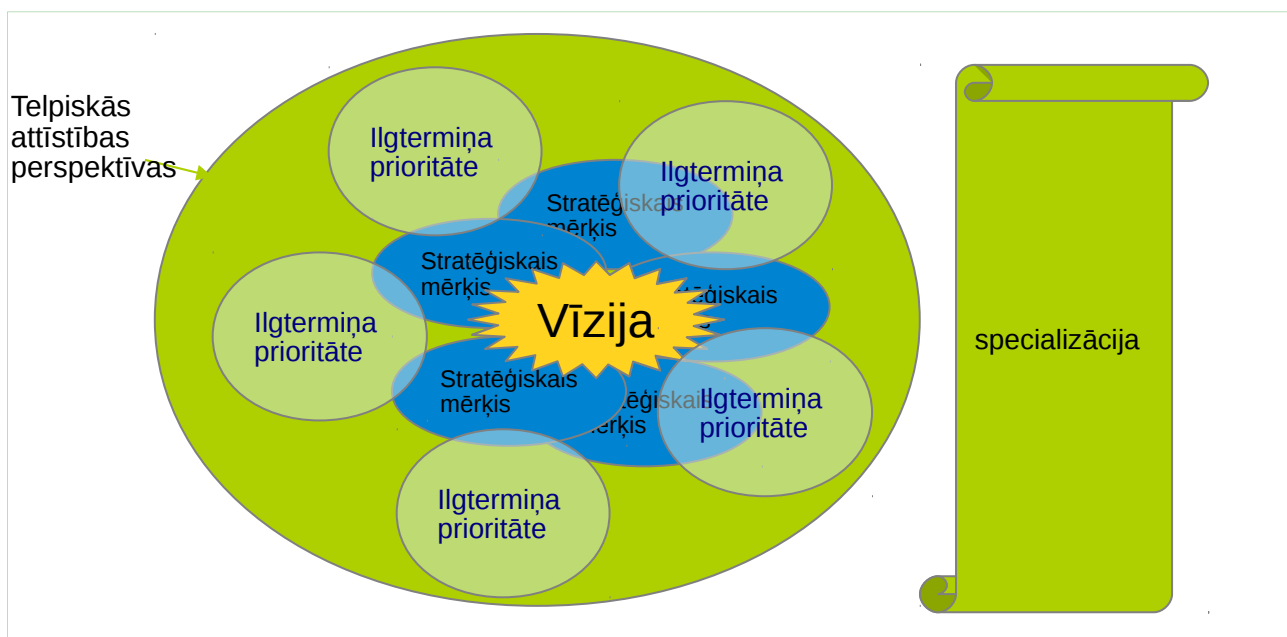 Telpiskās
attīstības
perspektīvas
Ilgtermiņa
prioritāte
Ilgtermiņa
prioritāte
Stratēģiskais
mērķis
Stratēģiskais
mērķis
Vīzija
Ilgtermiņa
prioritāte
Stratēģiskais
mērķis
Ilgtermiņa
prioritāte
Ilgtermiņa
prioritāte
specializācija